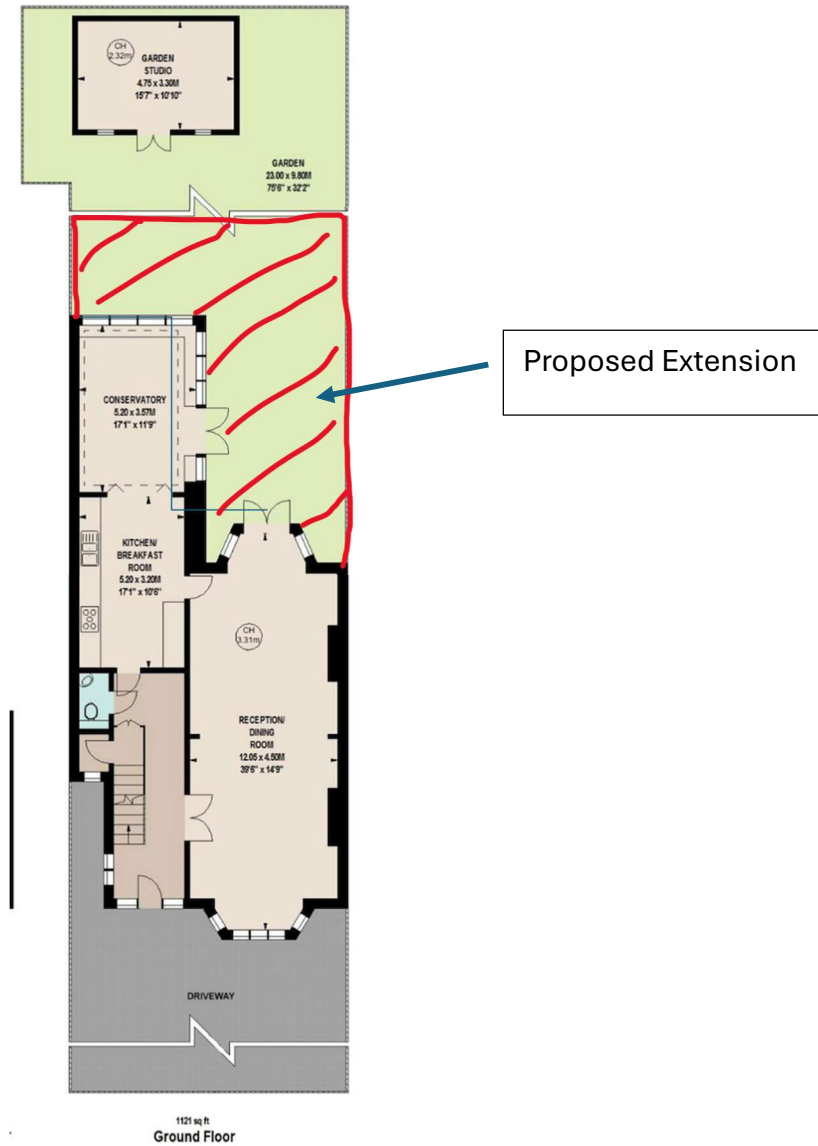 CH
2.32m
GARDEN
STUDIO
4.75 x 3.30M
15'7" x 10'10"
GARDEN
23.00 x 9.80M
75'6" x 32'2"
Proposed Extension
CONSERVATORY
5.20 x 3.57M
17'1" x 11'9"
KITCHEN/
BREAKFAST
ROOM
5.20 x 3.20M
17'1" x 10'6"
CH
3.31m
RECEPTION/
DINING
ROOM
12.05 x 4.50M
39'6" x 14'9"
DRIVEWAY
1121 sq ft
Ground Floor